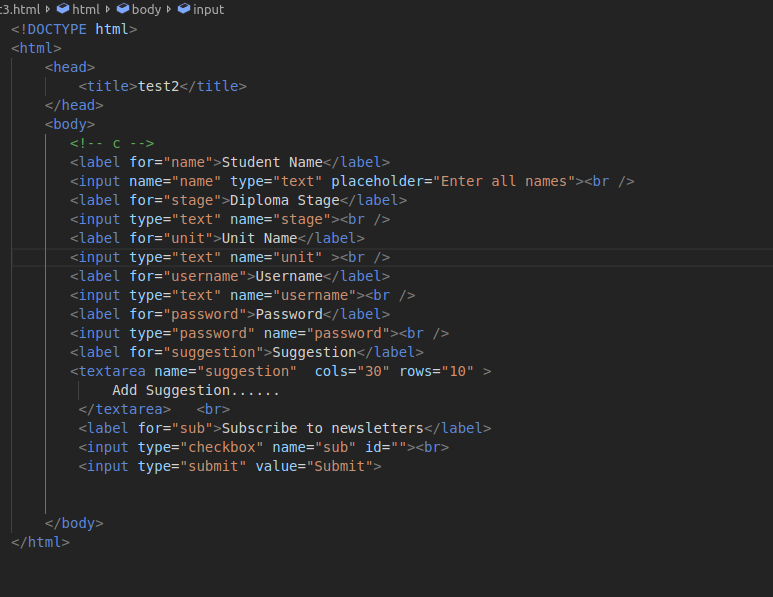 t3.html html body input
<!DOCTYPE html>
<html>
<head>
<title>test2</title>
</head>
<body>
<!-- c -->
<label for="name">Student Name</label>
<input name="name" type="text" placeholder="Enter all names"><br />
<label for="stage">Diploma Stage</label>
<input type="text" name="stage"><br />
<label for="unit">Unit Name</label>
<input type="text" name="unit" ><br />
<label for="username">Username</label>
<input type="text" name="username"><br />
<label for="password">Password</label>
<input type="password" name="password"><br />
<label for="suggestion">Suggestion</label>
<textarea name="suggestion"  cols="30" rows="10" >
Add Suggestion......
</textarea>   <br>
<label for="sub">Subscribe to newsletters</label>
<input type="checkbox" name="sub" id=""><br>
<input type="submit" value="Submit">
</body>
</html>